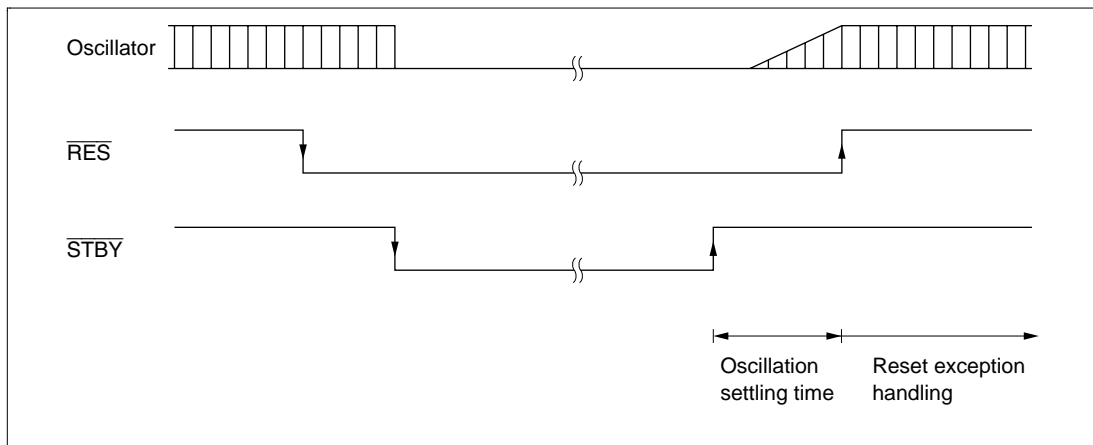 Oscillator
RES
STBY
Oscillation
settling time
Reset exception
handling